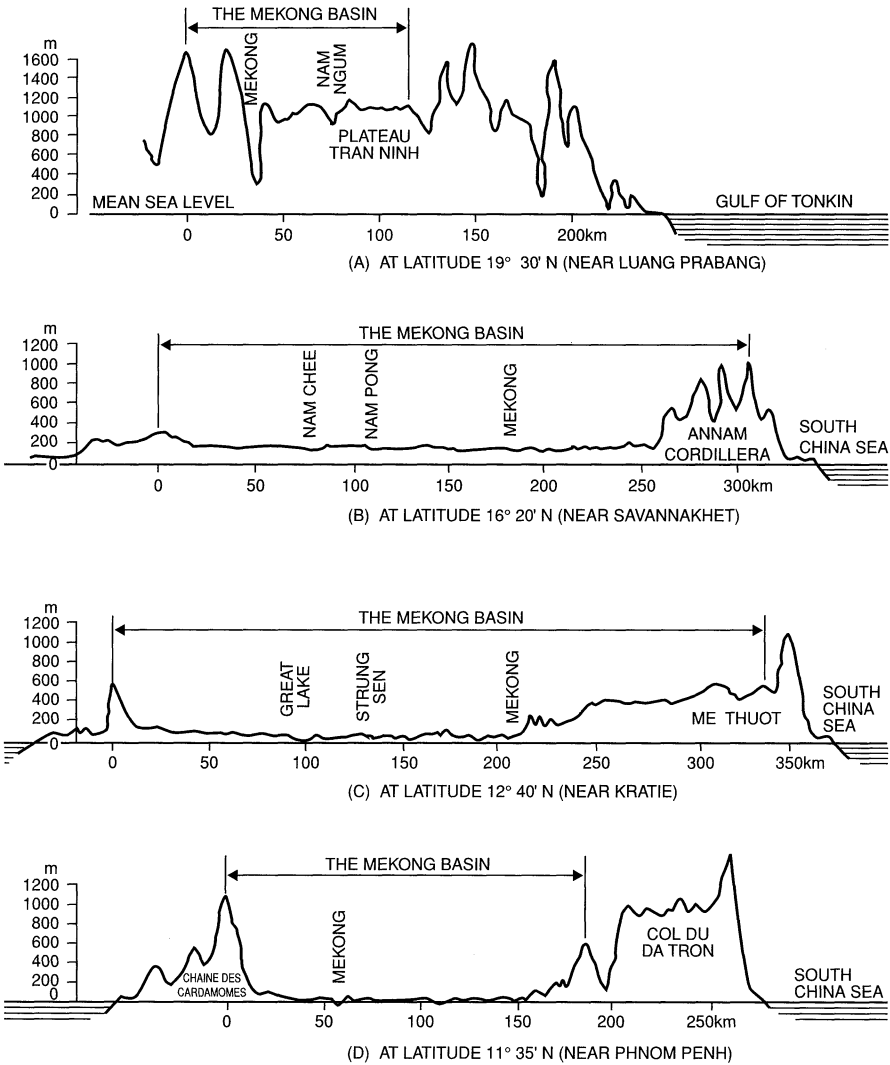 THE MEKONG BASIN
m
1600
1400
1200
1000
800
600
400
200
0
MEKONG
NAM
NGUM
PLATEAU
TRAN NINH
MEAN SEA LEVEL
GULF OF TONKIN
0 50 100 150 200km
(A) AT LATITUDE 19° 30' N (NEAR LUANG PRABANG)
THE MEKONG BASIN
m
1200
1000
800
600
400
200
0
NAM CHEE
NAM PONG
MEKONG
ANNAM
CORDILLERA
SOUTH
CHINA SEA
0 50 100 150 200 250 300km
(B) AT LATITUDE 16° 20' N (NEAR SAVANNAKHET)
THE MEKONG BASIN
m
1200
1000
800
600
400
200
0
GREAT
LAKE
STRUNG
SEN
MEKONG
ME THUOT
SOUTH
CHINA
SEA
0 50 100 150 200 250 300 350km
(C) AT LATITUDE 12° 40' N (NEAR KRATIE)
THE MEKONG BASIN
m
1200
1000
800
600
400
200
0
CHAINE DES
CARDAMOMES
MEKONG
COL DU
DA TRON
SOUTH
CHINA SEA
0 50 100 150 200 250km
(D) AT LATITUDE 11° 35' N (NEAR PHNOM PENH)